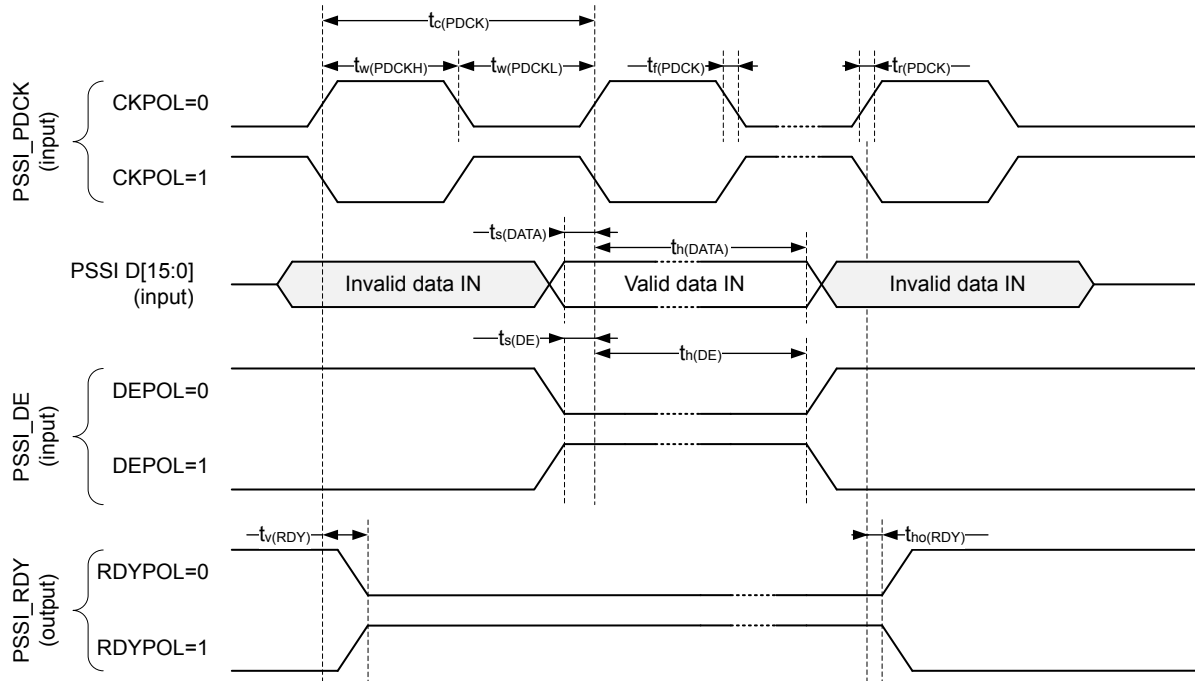 tc(PDCK)
tw(PDCKH) tw(PDCKL) tf(PDCK) tr(PDCK)
PSSI_PDCK
(input)
CKPOL=0
CKPOL=1
ts(DATA)
th(DATA)
PSSI D[15:0]
(input)
Invalid data IN Valid data IN Invalid data IN
ts(DE)
th(DE)
PSSI_DE
(input)
DEPOL=0
DEPOL=1
tv(RDY) tho(RDY)
PSSI_RDY
(output)
RDYPOL=0
RDYPOL=1